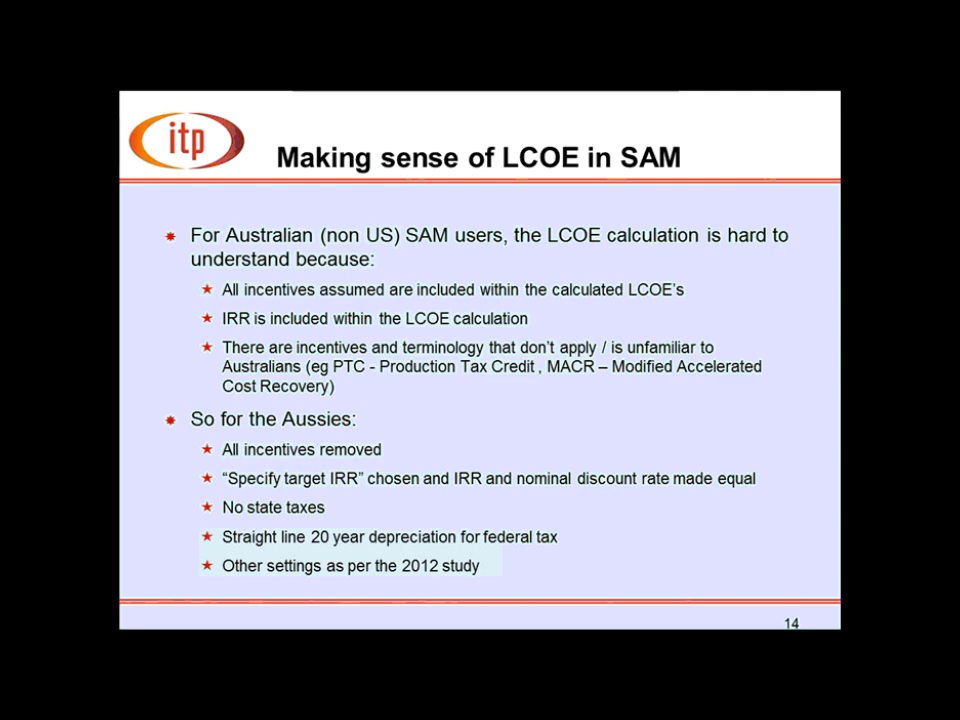 itp
Making sense of LCOE in SAM
For Australian (non US) SAM users, the LCOE calculation is hard to
understand because:
All incentives assumed are included within the calculated LCOE's
IRR is included within the LCOE calculation
There are incentives and terminology that don't apply / is unfamiliar to
Australians (eg PTC - Production Tax Credit , MACR – Modified Accelerated
Cost Recovery)
So for the Aussies:
All incentives removed
“Specify target IRR” chosen and IRR and nominal discount rate made equal
No state taxes
Straight line 20 year depreciation for federal tax
Other settings as per the 2012 study
14